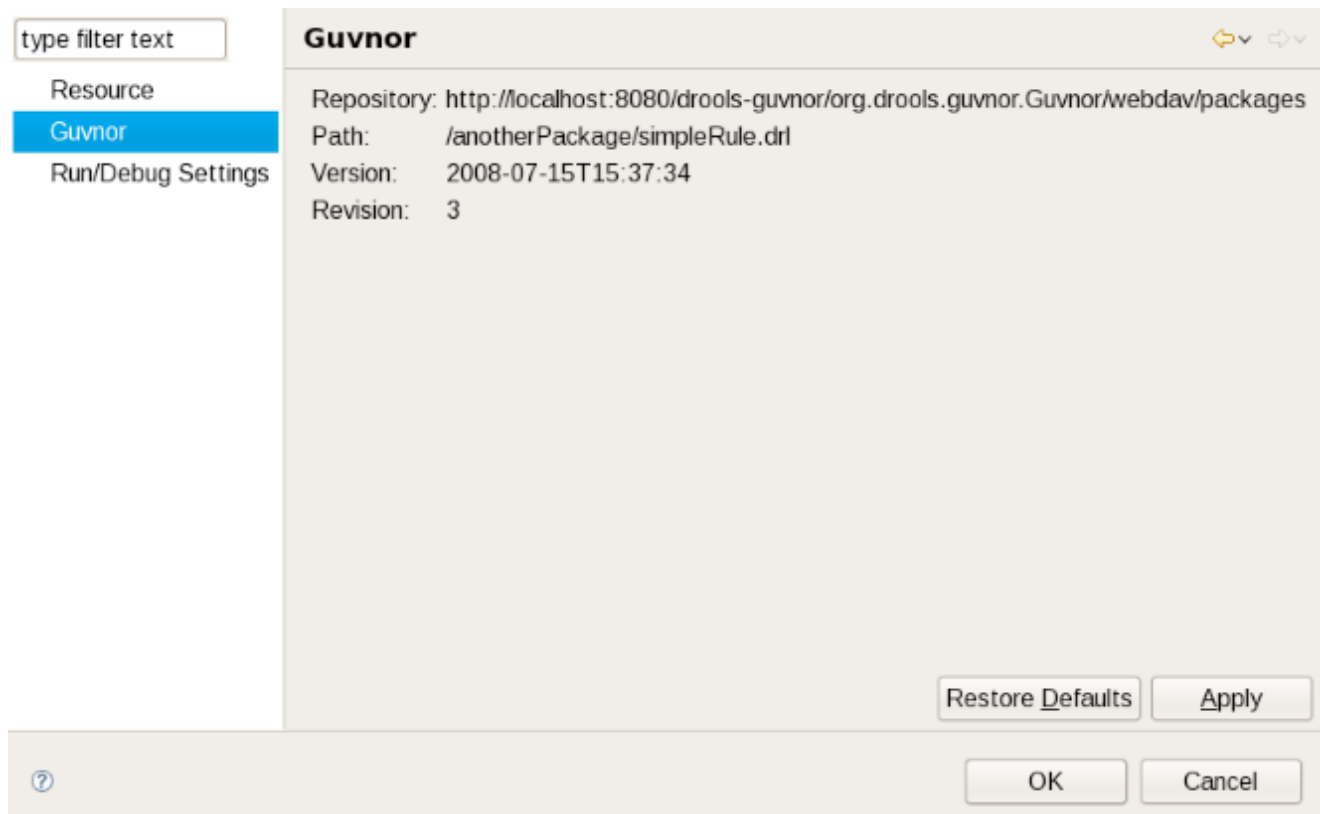 type filter text
Resource
Guvnor
Run/Debug Settings
Guvnor
Repository: http://localhost:8080/drools-guvnor/org.drools.guvnor.Guvnor/webdav/packages
Path: /anotherPackage/simpleRule.drl
Version: 2008-07-15T15:37:34
Revision: 3
Restore Defaults
Apply
?
OK
Cancel